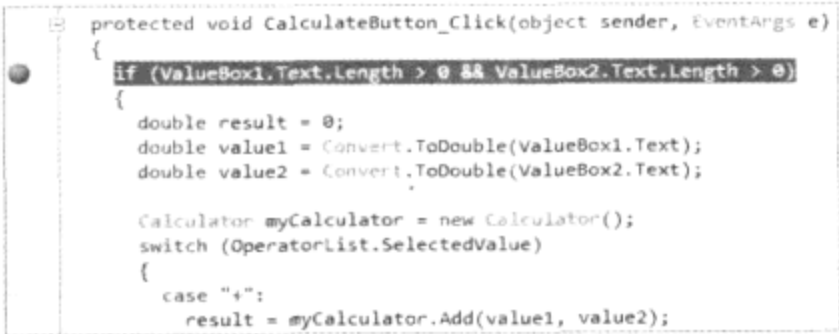 protected void CalculateButton_Click(object sender, EventArgs e)
{
if (ValueBox1.Text.Length > 0 && ValueBox2.Text.Length > 0)
{
double result = 0;
double value1 = Convert.ToDouble(ValueBox1.Text);
double value2 = Convert.ToDouble(ValueBox2.Text);
Calculator myCalculator = new Calculator();
switch (OperatorList.SelectedValue)
{
case "+":
result = myCalculator.Add(value1, value2);